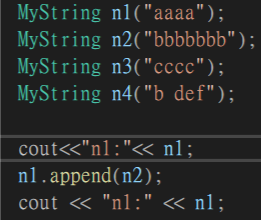 MyString n1("aaaa");
MyString n2("bbbbbbb");
MyString n3("cccc");
MyString n4("b def");
cout<<"n1:"<< n1;
n1.append(n2);
cout << "n1:" << n1;